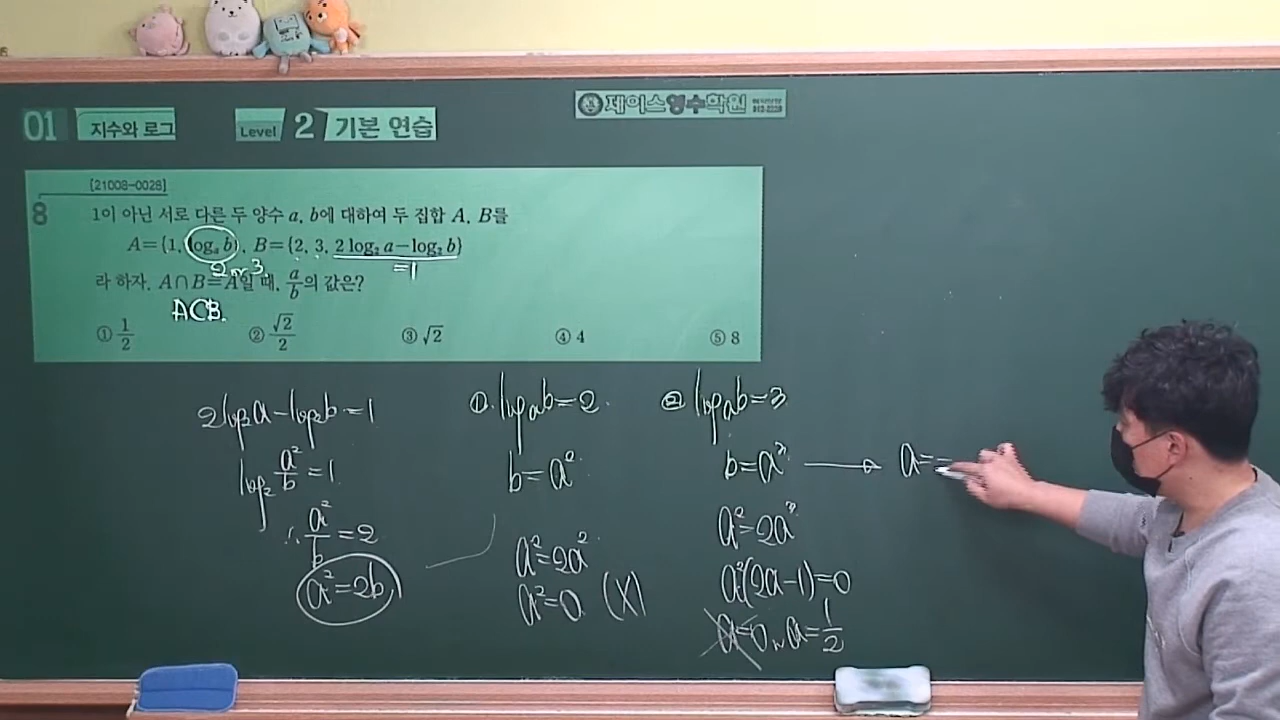 01 지수와 로그
Level 2 기본 연습
제이스영수학원
[21008-0028]
8 1이 아닌 서로 다른 두 양수 a, b에 대하여 두 집합 A, B를
A={1, log_a b}, B={2, 3, 2 log₂ a−log₂ b}
2 or 3
=1
라 하자. A∩B=A일 때, a/b의 값은?
A⊂B.
① 1/2 ② √2/2 ③ √2 ④ 4 ⑤ 8
2log₂a−log₂b=1
log₂ a²/b =1
∴ a²/b =2
a²=2b
①. log_a b=2.
b=a².
a²=2a²
a²=0. (X)
② log_a b=3
b=a³ → a=
a²=2a³
a²(2a−1)=0
a=0 or a=1/2